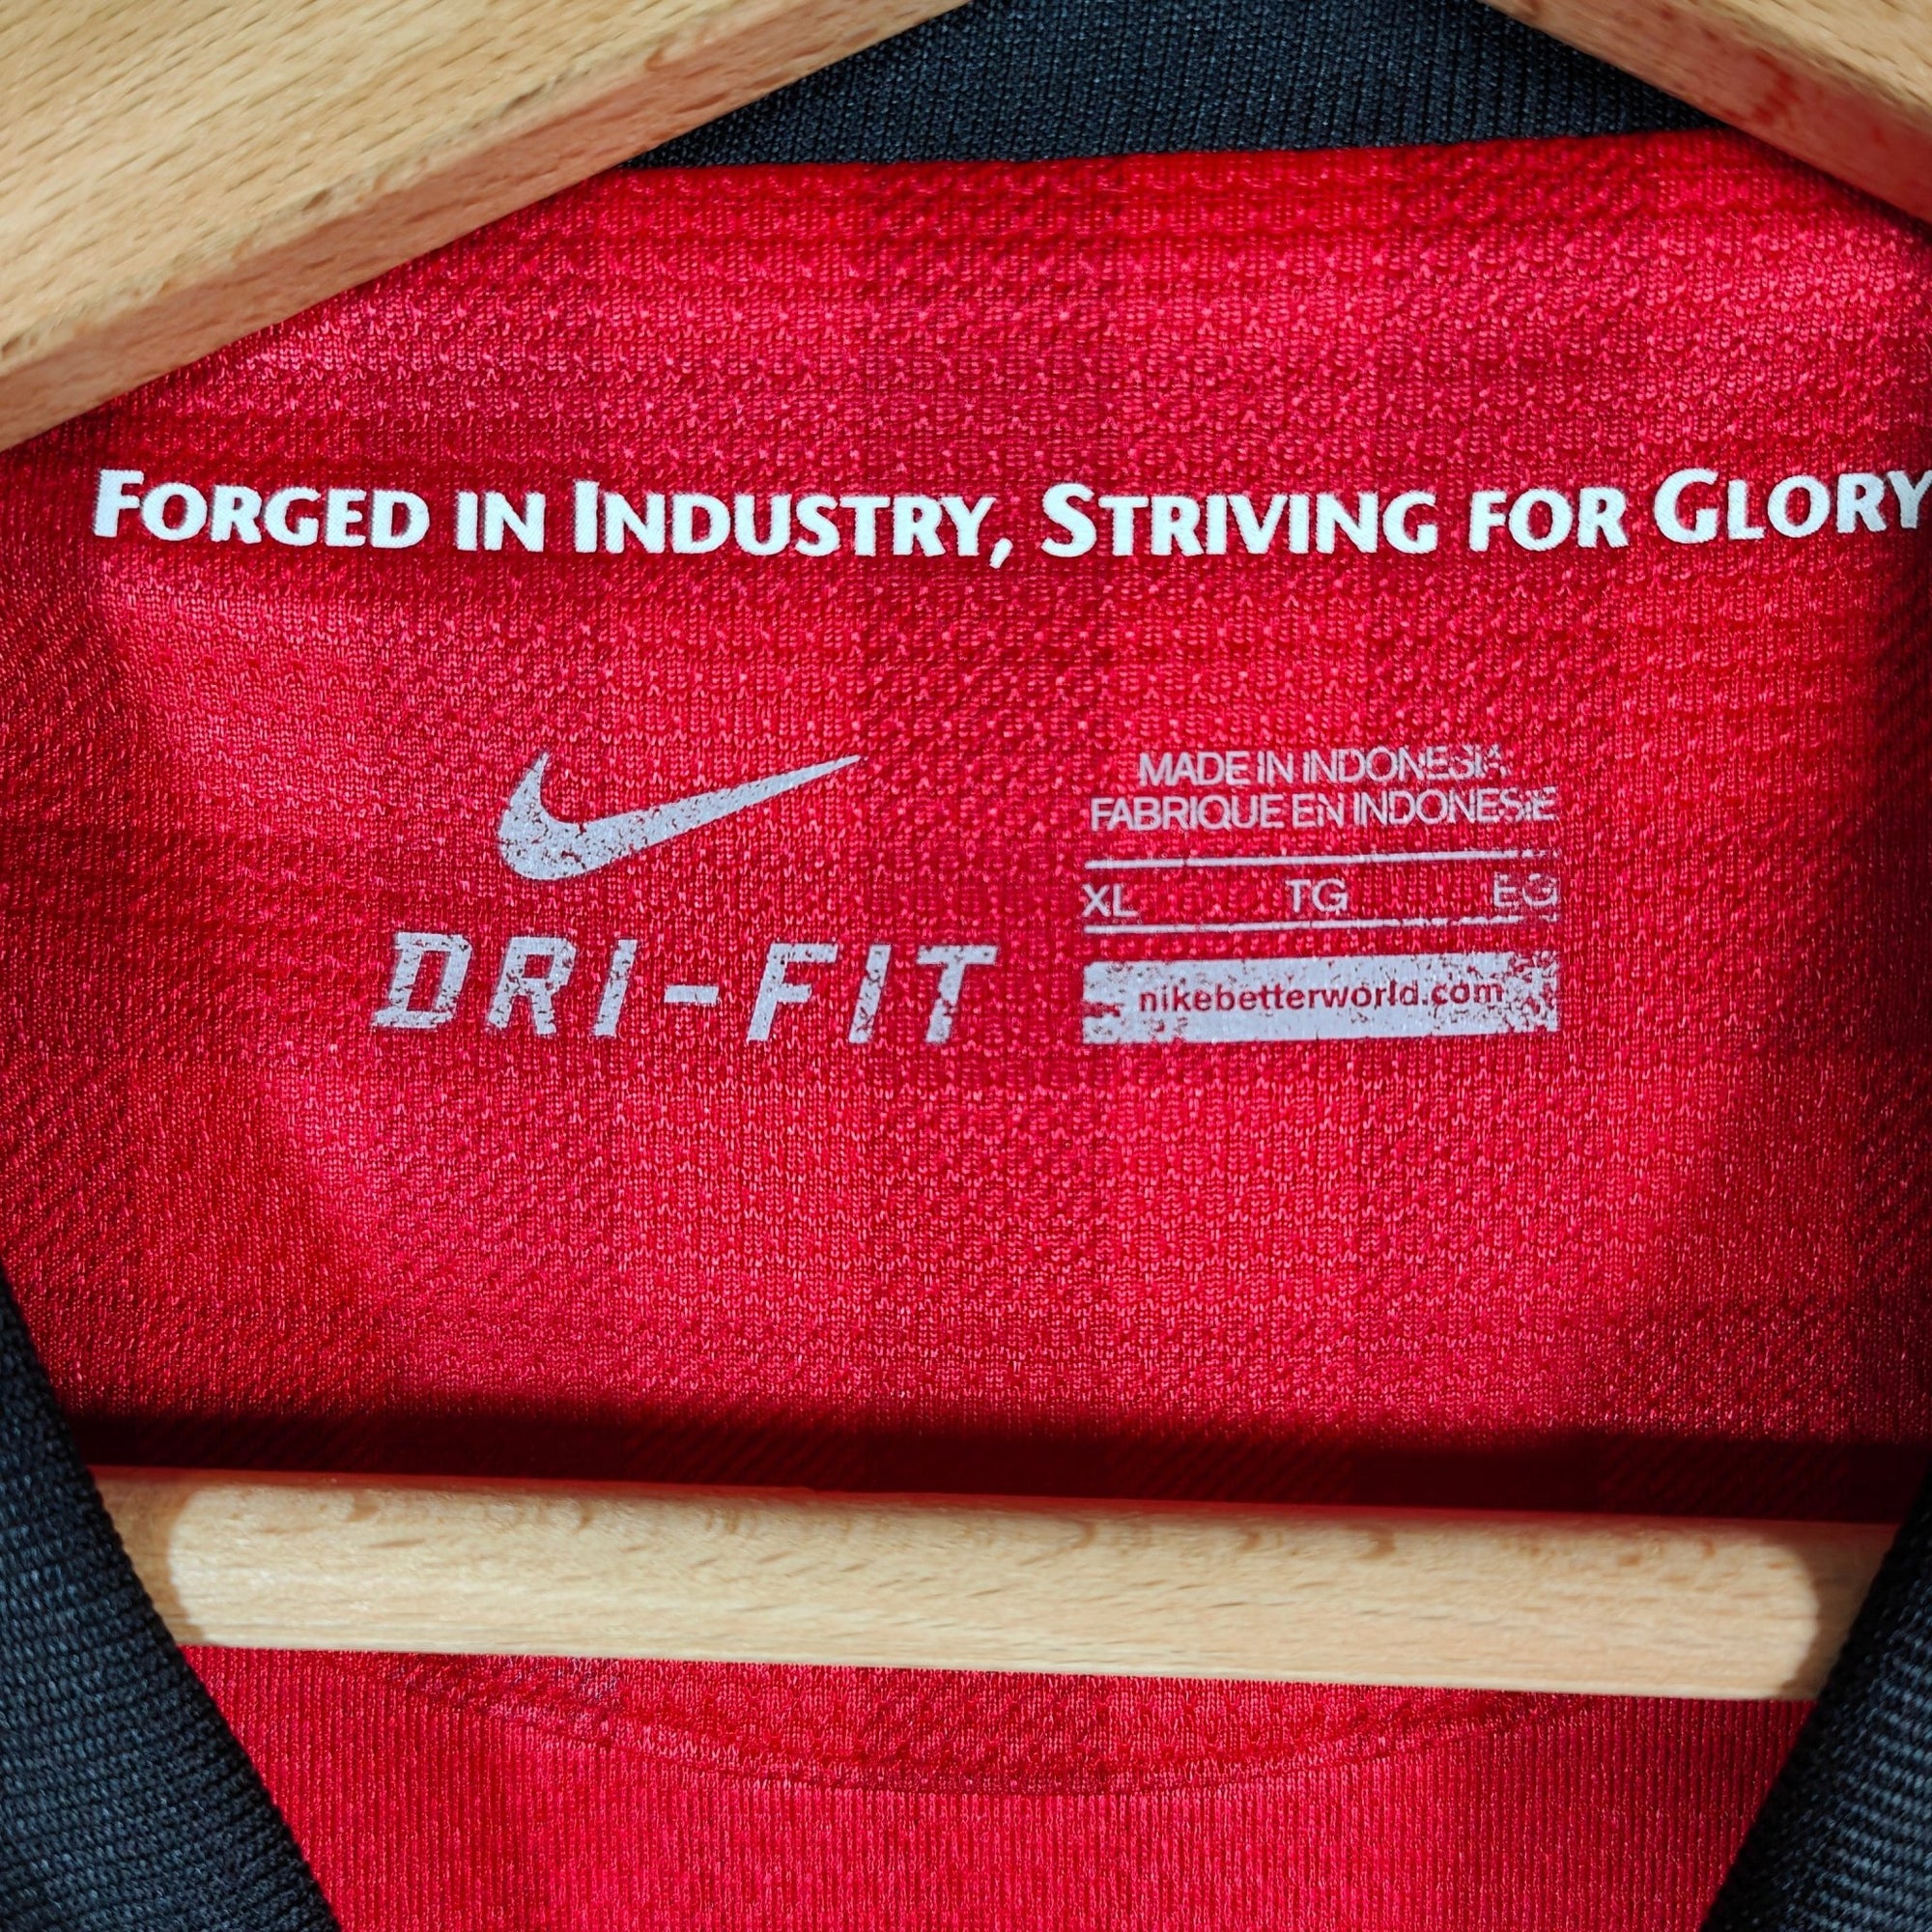 FORGED IN INDUSTRY, STRIVING FOR GLORY
DRI-FIT
MADE IN INDONESIA
FABRIQUE EN INDONESIE
XL TG EG
nikebetterworld.com